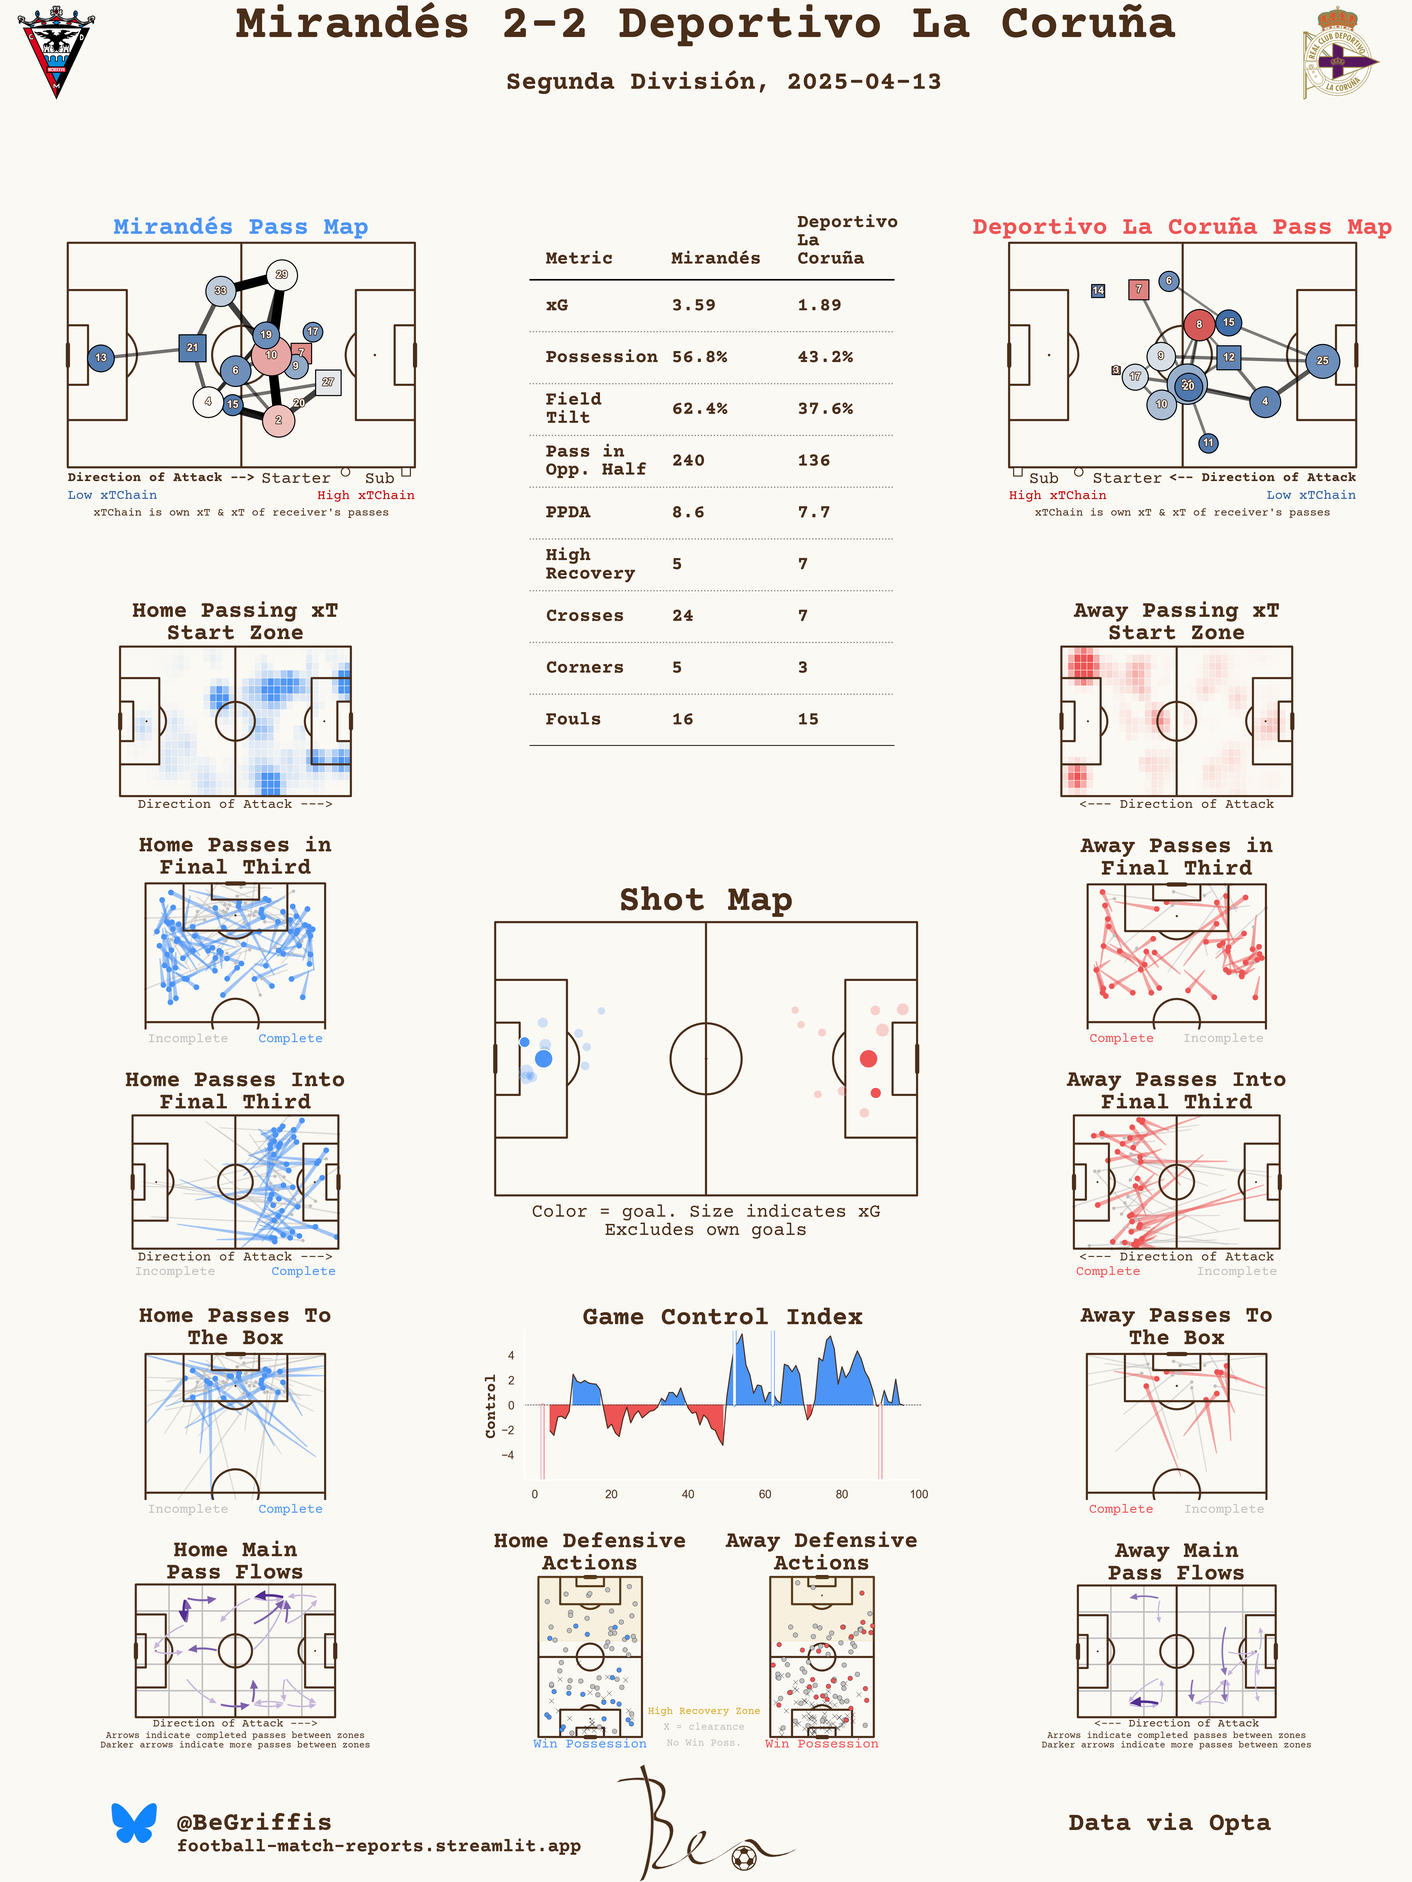 Mirandés 2-2 Deportivo La Coruña
Segunda División, 2025-04-13
Mirandés Pass Map
29
33
19
17
21
10
7
13
9
6
27
4
15
20
2
Direction of Attack --> Starter Sub
Low xTChain High xTChain
xTChain is own xT & xT of receiver's passes
Metric Mirandés Deportivo La Coruña
xG 3.59 1.89
Possession 56.8% 43.2%
Field Tilt 62.4% 37.6%
Pass in Opp. Half 240 136
PPDA 8.6 7.7
High Recovery 5 7
Crosses 24 7
Corners 5 3
Fouls 16 15
Deportivo La Coruña Pass Map
6
14
7
8
15
9
12
25
3
17
20
10
4
11
Sub Starter <-- Direction of Attack
High xTChain Low xTChain
xTChain is own xT & xT of receiver's passes
Home Passing xT
Start Zone
Direction of Attack --->
Away Passing xT
Start Zone
<--- Direction of Attack
Home Passes in
Final Third
Incomplete Complete
Away Passes in
Final Third
Complete Incomplete
Shot Map
Color = goal. Size indicates xG
Excludes own goals
Home Passes Into
Final Third
Direction of Attack --->
Incomplete Complete
Away Passes Into
Final Third
<--- Direction of Attack
Complete Incomplete
Home Passes To
The Box
Incomplete Complete
Game Control Index
Control
4
2
0
−2
−4
0 20 40 60 80 100
Away Passes To
The Box
Complete Incomplete
Home Main
Pass Flows
Direction of Attack --->
Arrows indicate completed passes between zones
Darker arrows indicate more passes between zones
Home Defensive
Actions
Win Possession
High Recovery Zone
X = clearance
No Win Poss.
Away Defensive
Actions
Win Possession
Away Main
Pass Flows
<--- Direction of Attack
Arrows indicate completed passes between zones
Darker arrows indicate more passes between zones
@BeGriffis
football-match-reports.streamlit.app
Ben
Data via Opta
REAL CLUB DEPORTIVO
LA CORUÑA